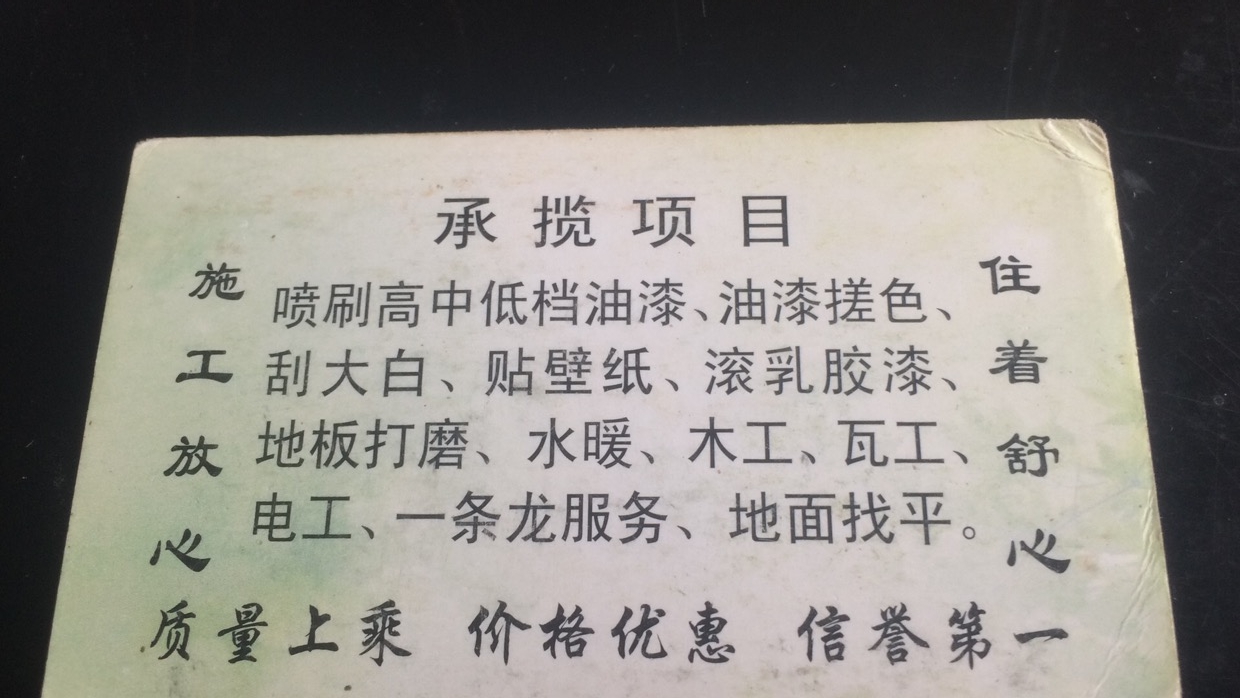 承揽项目
施工放心
喷刷高中低档油漆、油漆搓色、
刮大白、贴壁纸、滚乳胶漆、
地板打磨、水暖、木工、瓦工、
电工、一条龙服务、地面找平。
住着舒心
质量上乘 价格优惠 信誉第一